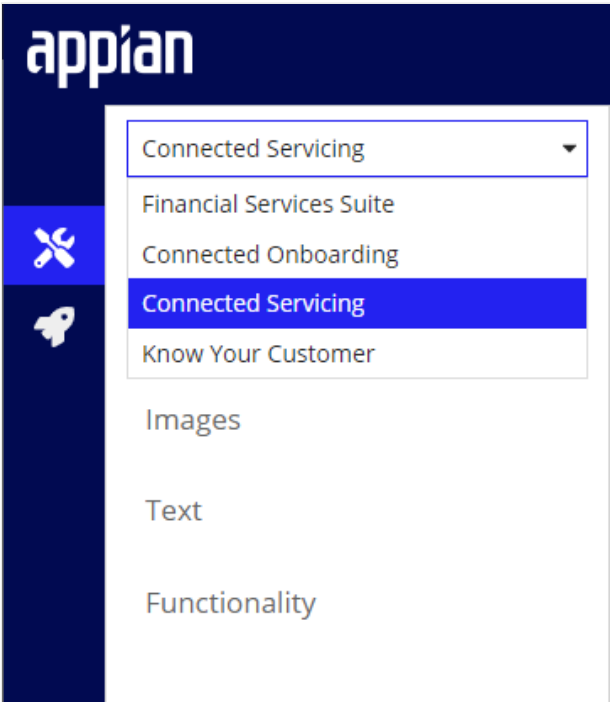 appian
Connected Servicing
Financial Services Suite
Connected Onboarding
Connected Servicing
Know Your Customer
Images
Text
Functionality